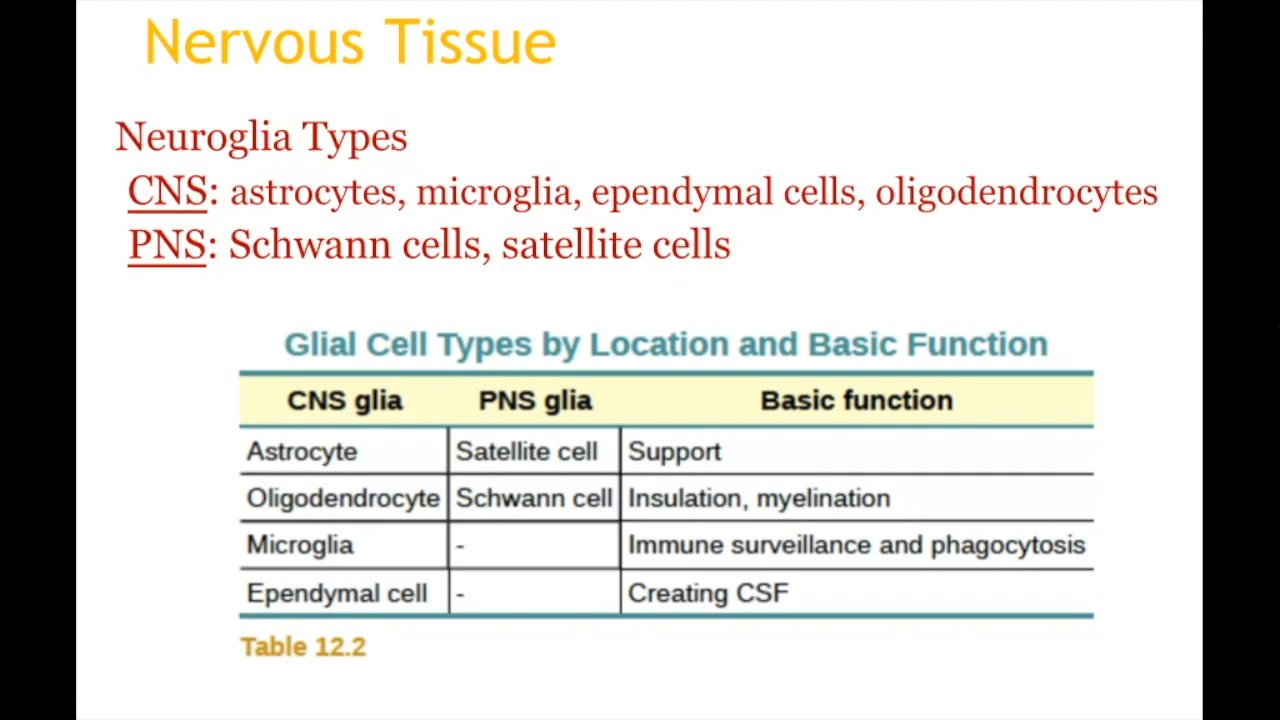 Nervous Tissue
Neuroglia Types
CNS: astrocytes, microglia, ependymal cells, oligodendrocytes
PNS: Schwann cells, satellite cells
Glial Cell Types by Location and Basic Function
CNS glia PNS glia Basic function
Astrocyte Satellite cell Support
Oligodendrocyte Schwann cell Insulation, myelination
Microglia - Immune surveillance and phagocytosis
Ependymal cell - Creating CSF
Table 12.2